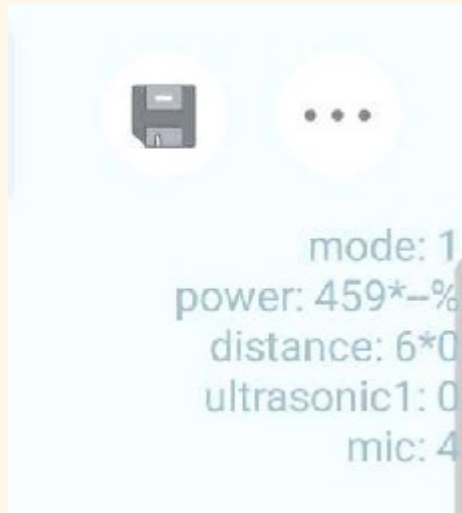 mode: 1
power: 459*–%
distance: 6*0
ultrasonic1: 0
mic: 4